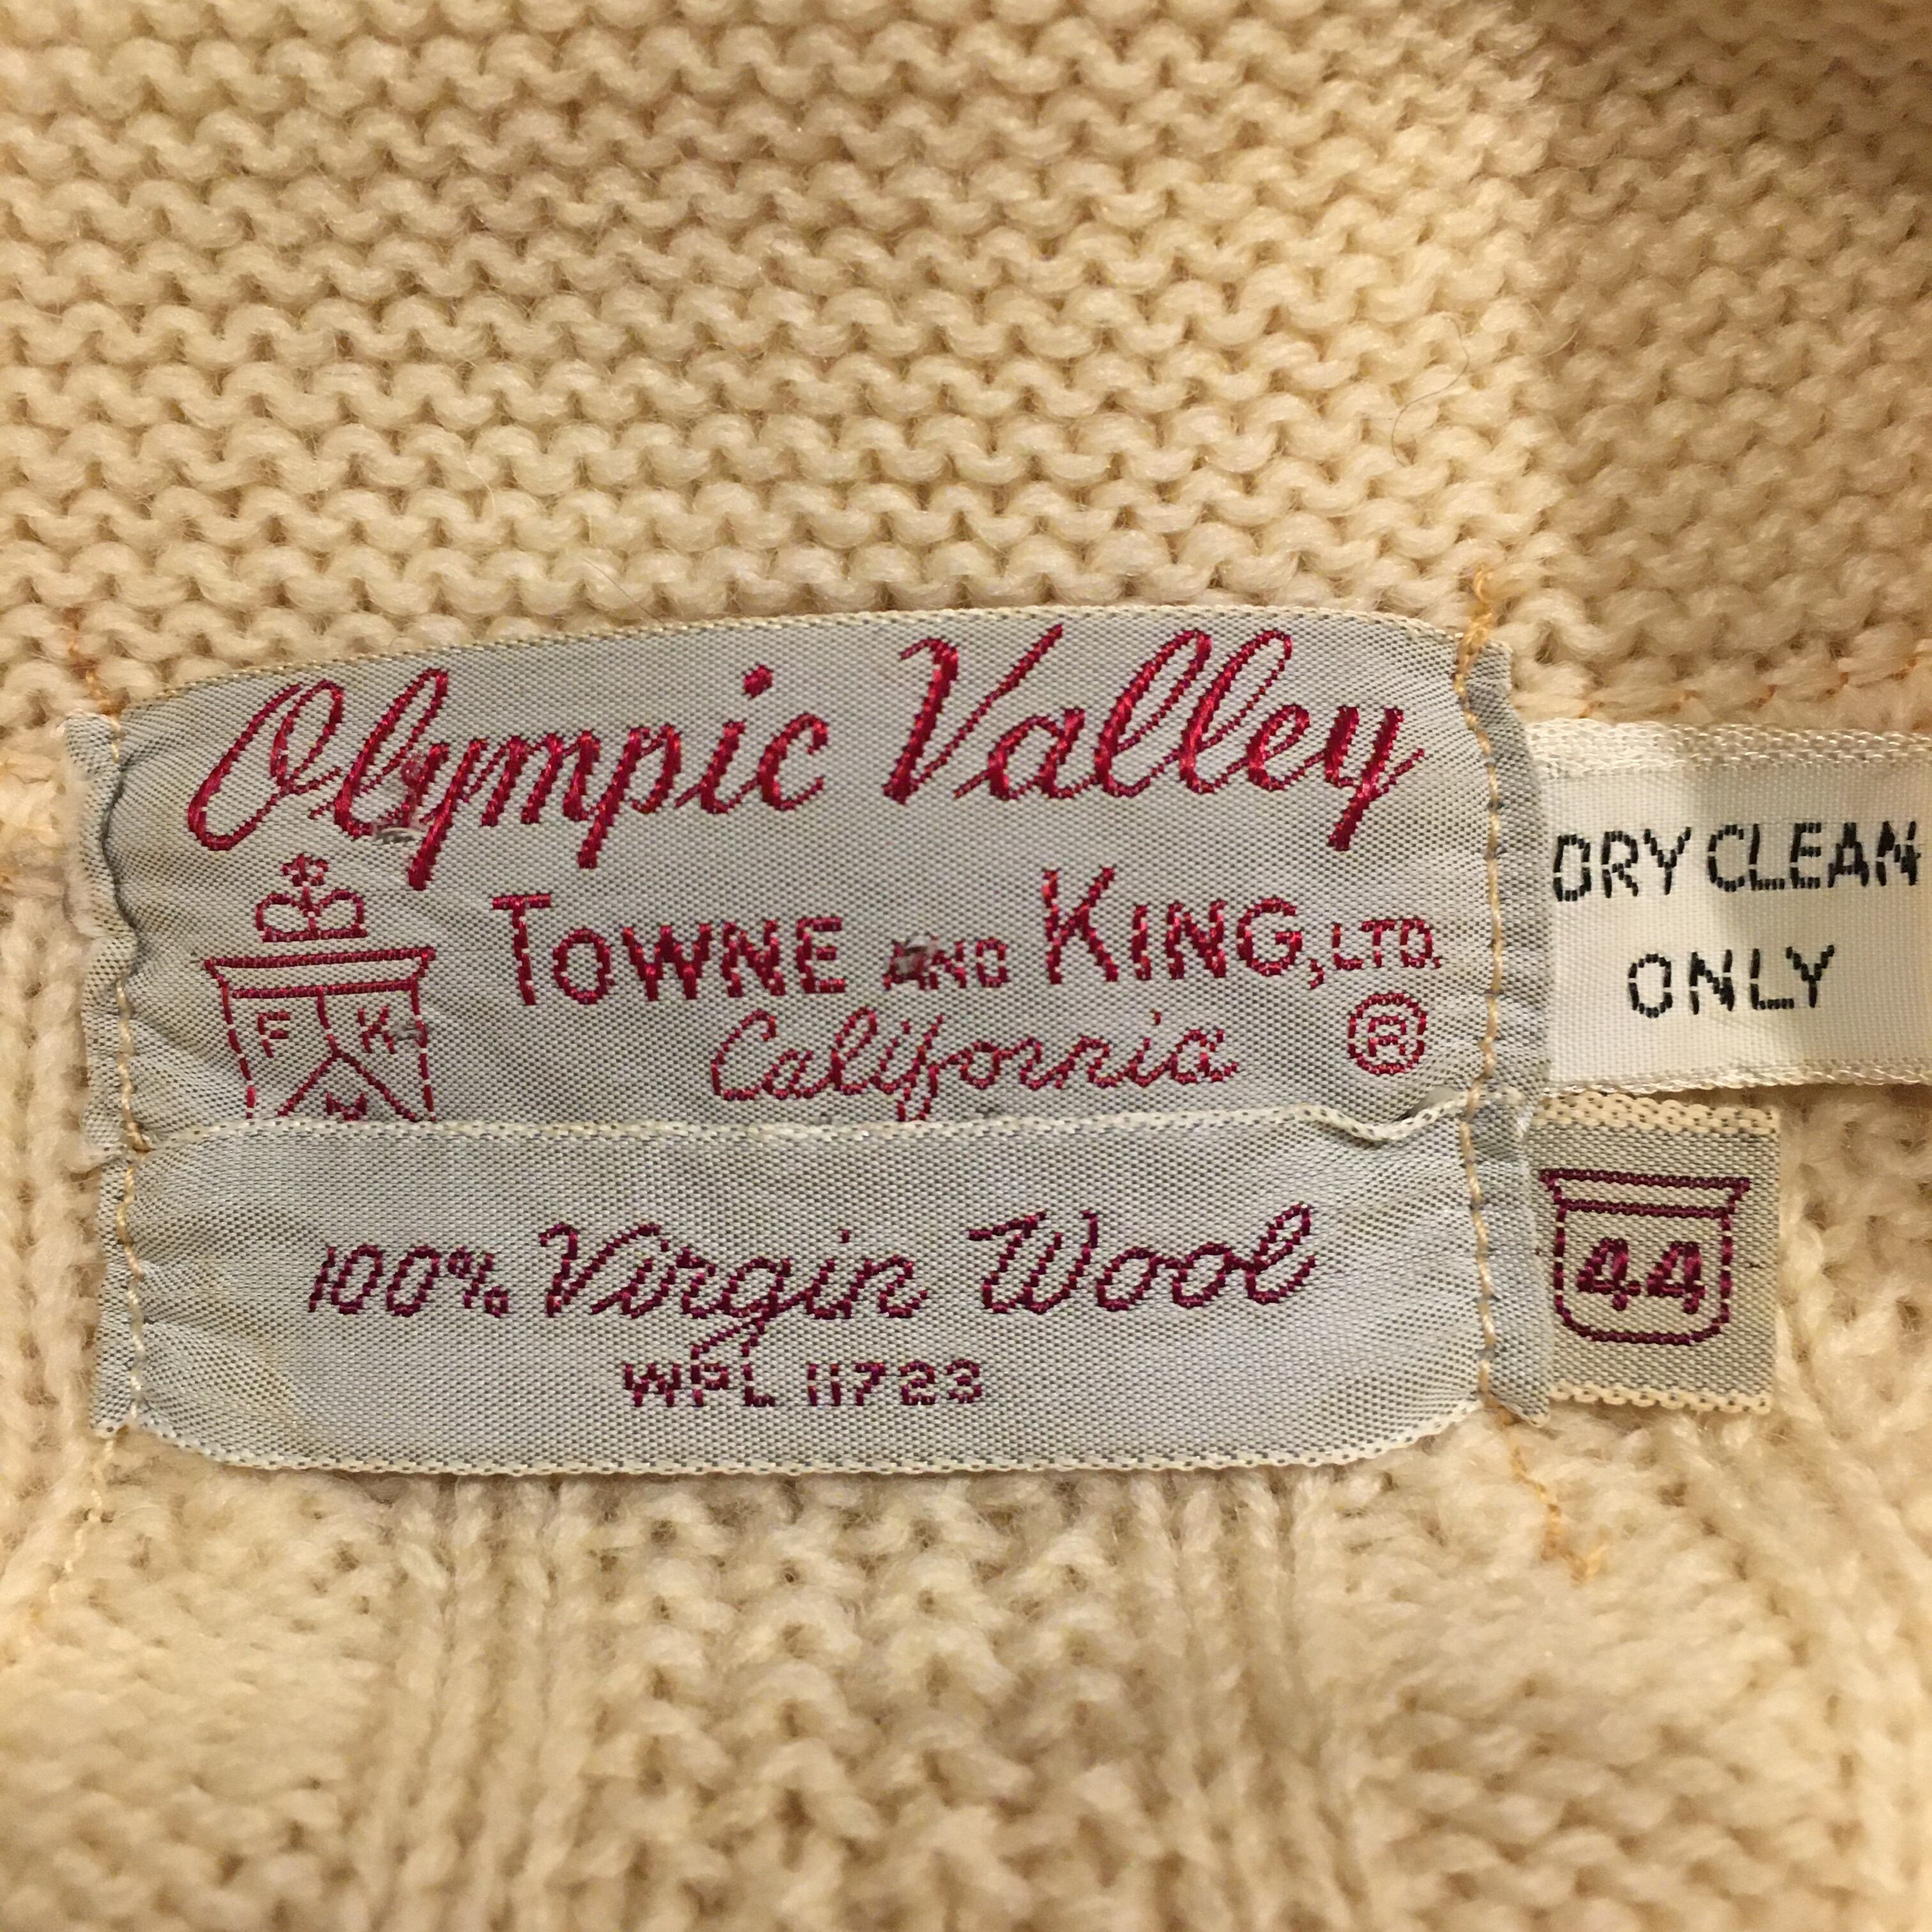 Olympic Valley
TOWNE AND KING, LTD.
California ®
F K
N
100% Virgin Wool
WPL 11723
DRY CLEAN
ONLY
44